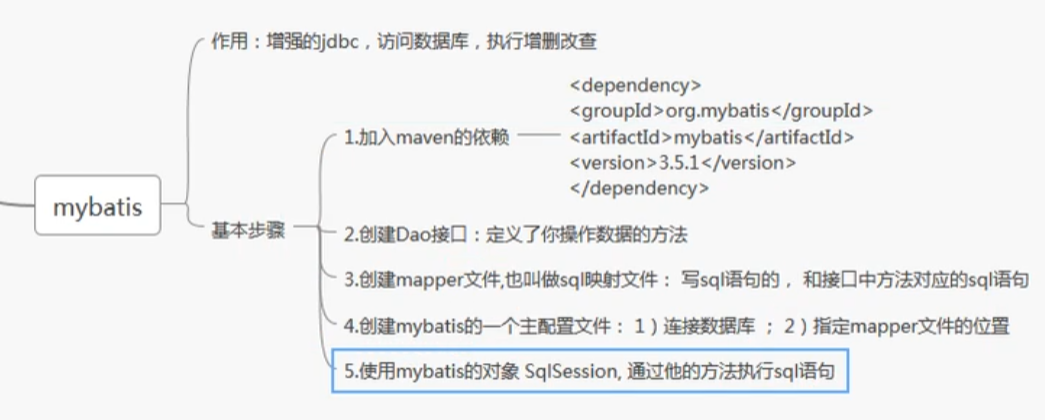 作用：增强的jdbc，访问数据库，执行增删改查
<dependency>
<groupId>org.mybatis</groupId>
1.加入maven的依赖
<artifactId>mybatis</artifactId>
<version>3.5.1</version>
</dependency>
mybatis
基本步骤
2.创建Dao接口：定义了你操作数据的方法
3.创建mapper文件,也叫做sql映射文件： 写sql语句的， 和接口中方法对应的sql语句
4.创建mybatis的一个主配置文件： 1）连接数据库 ； 2）指定mapper文件的位置
5.使用mybatis的对象 SqlSession, 通过他的方法执行sql语句